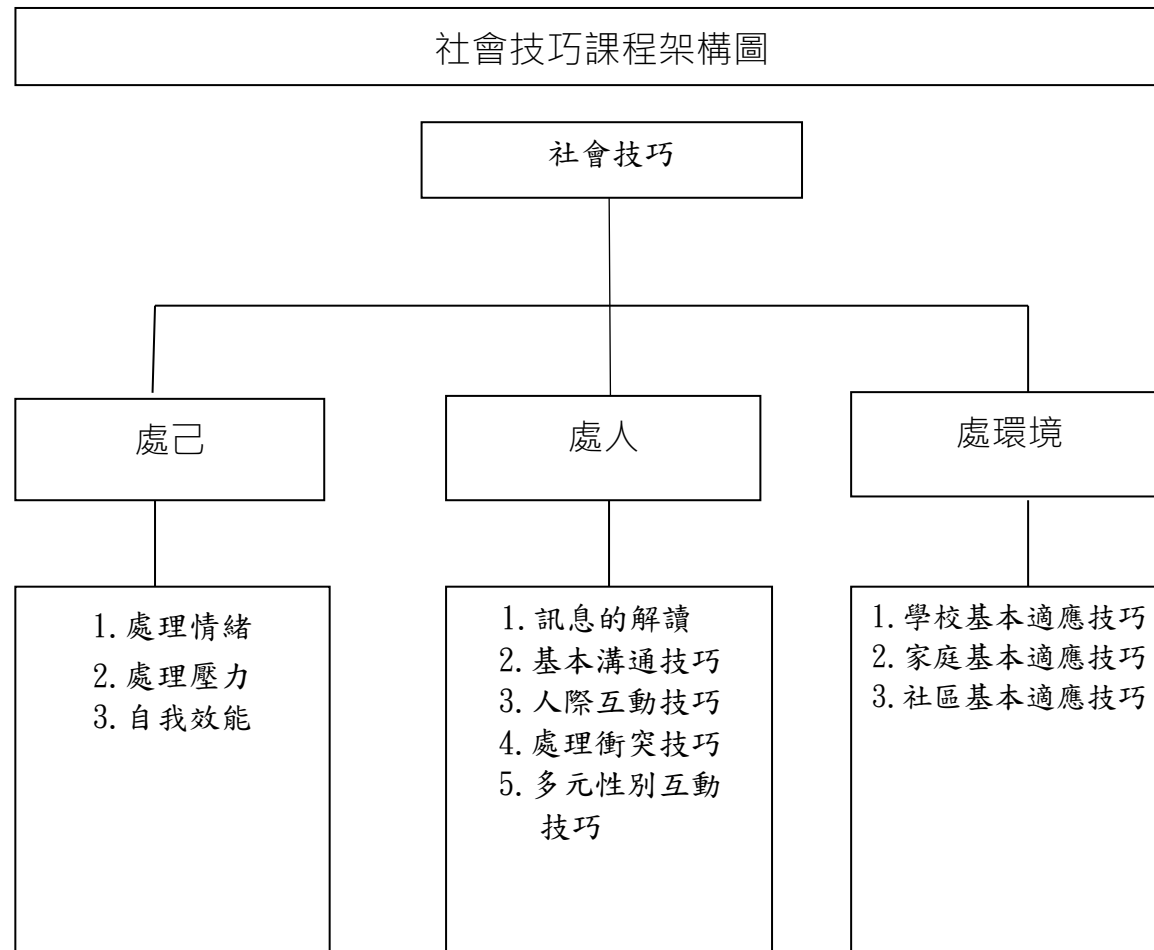 社會技巧課程架構圖
社會技巧
處己
處人
處環境
1. 處理情緒
2. 處理壓力
3. 自我效能
1. 訊息的解讀
2. 基本溝通技巧
3. 人際互動技巧
4. 處理衝突技巧
5. 多元性別互動
技巧
1. 學校基本適應技巧
2. 家庭基本適應技巧
3. 社區基本適應技巧